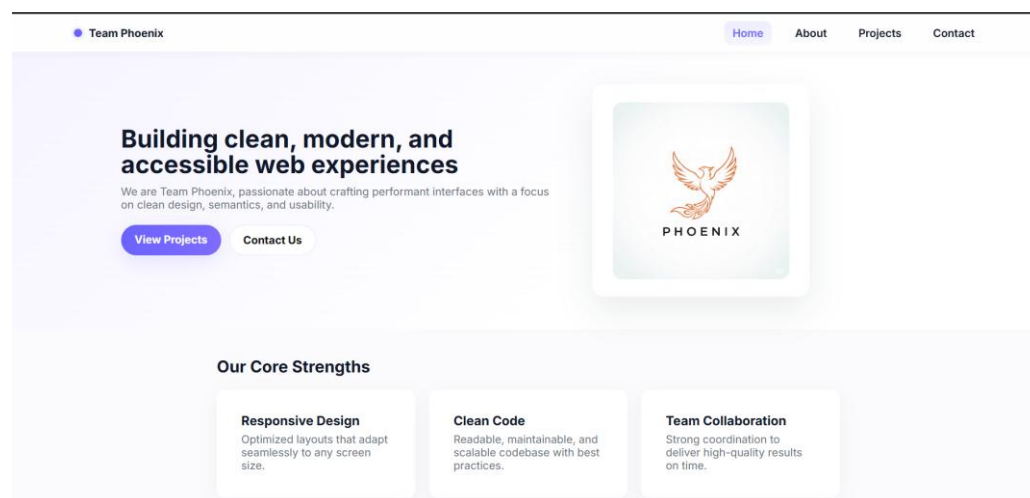 Team Phoenix
Home About Projects Contact
Building clean, modern, and
accessible web experiences
We are Team Phoenix, passionate about crafting performant interfaces with a focus
on clean design, semantics, and usability.
View Projects Contact Us
PHOENIX
Our Core Strengths
Responsive Design
Optimized layouts that adapt
seamlessly to any screen
size.
Clean Code
Readable, maintainable, and
scalable codebase with best
practices.
Team Collaboration
Strong coordination to
deliver high-quality results
on time.